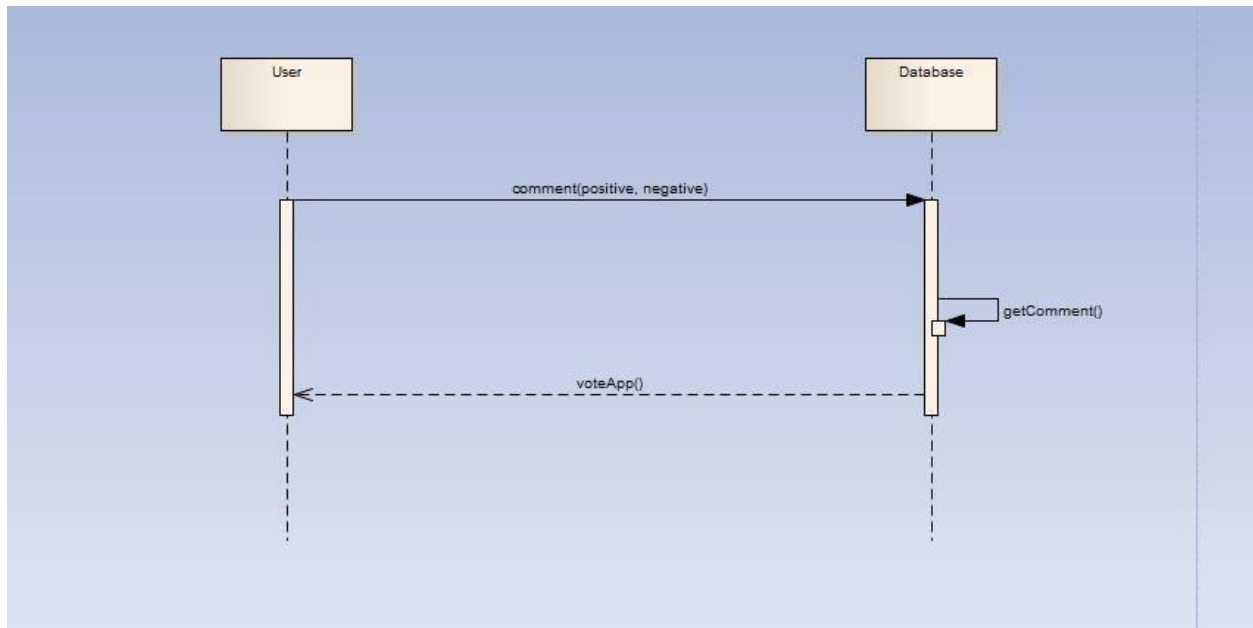 User
Database
comment(positive, negative)
getComment()
voteApp()